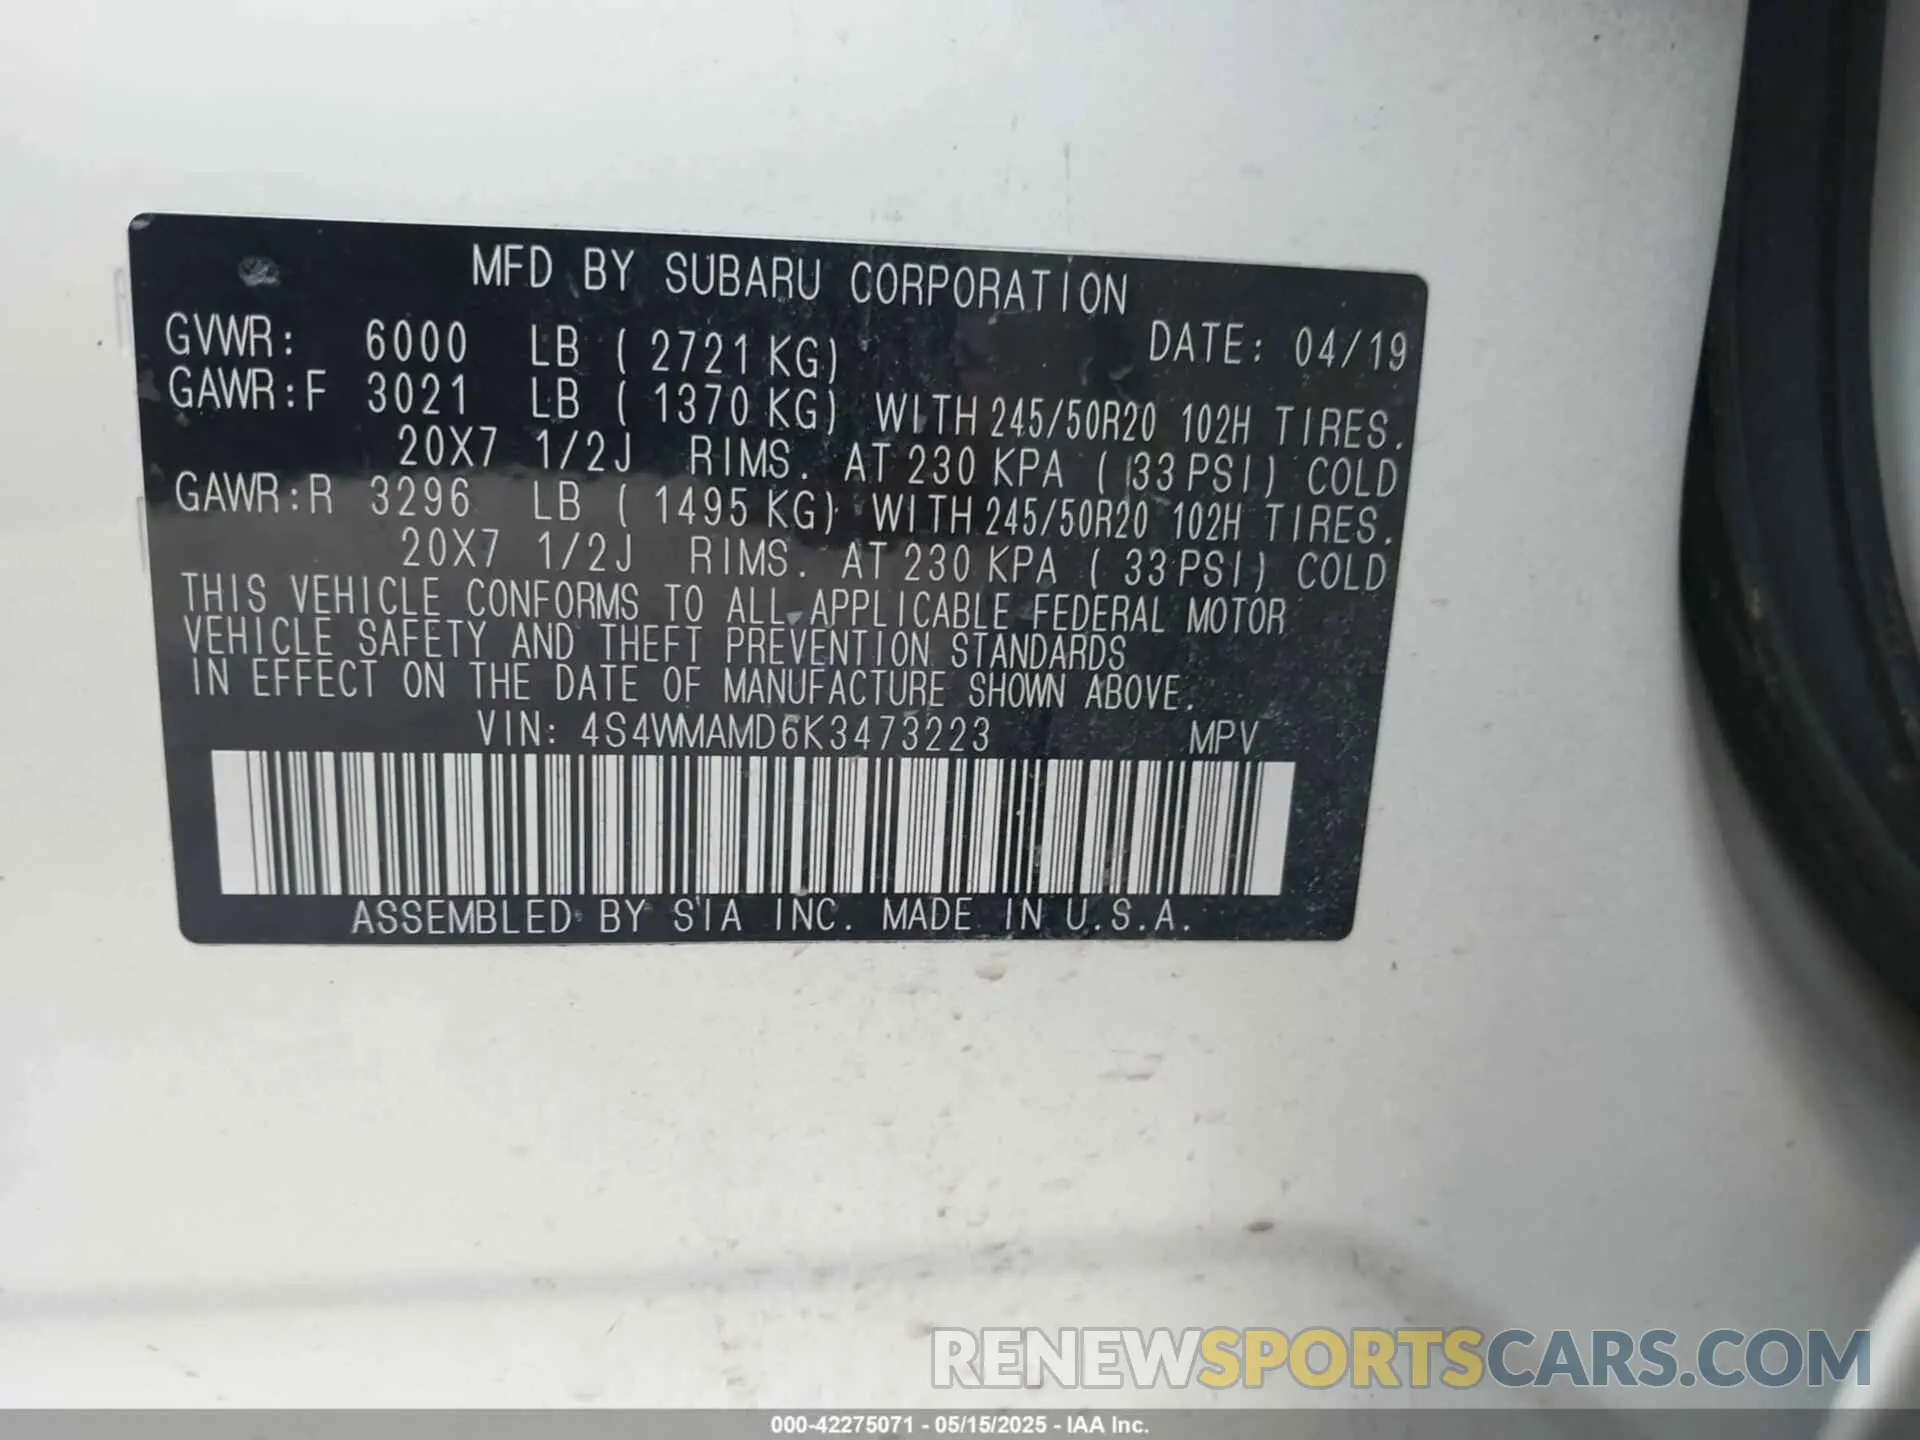 MFD BY SUBARU CORPORATION
GVWR: 6000 LB ( 2721 KG) DATE: 04/19
GAWR:F 3021 LB ( 1370 KG) WITH 245/50R20 102H TIRES.
20X7 1/2J RIMS. AT 230 KPA ( 33 PSI) COLD
GAWR:R 3296 LB ( 1495 KG) WITH 245/50R20 102H TIRES.
20X7 1/2J RIMS. AT 230 KPA ( 33 PSI) COLD
THIS VEHICLE CONFORMS TO ALL APPLICABLE FEDERAL MOTOR
VEHICLE SAFETY AND THEFT PREVENTION STANDARDS
IN EFFECT ON THE DATE OF MANUFACTURE SHOWN ABOVE.
VIN: 4S4WMAMD6K3473223 MPV
ASSEMBLED BY SIA INC. MADE IN U.S.A.
RENEWSPORTSCARS.COM
000-42275071 - 05/15/2025 - IAA Inc.